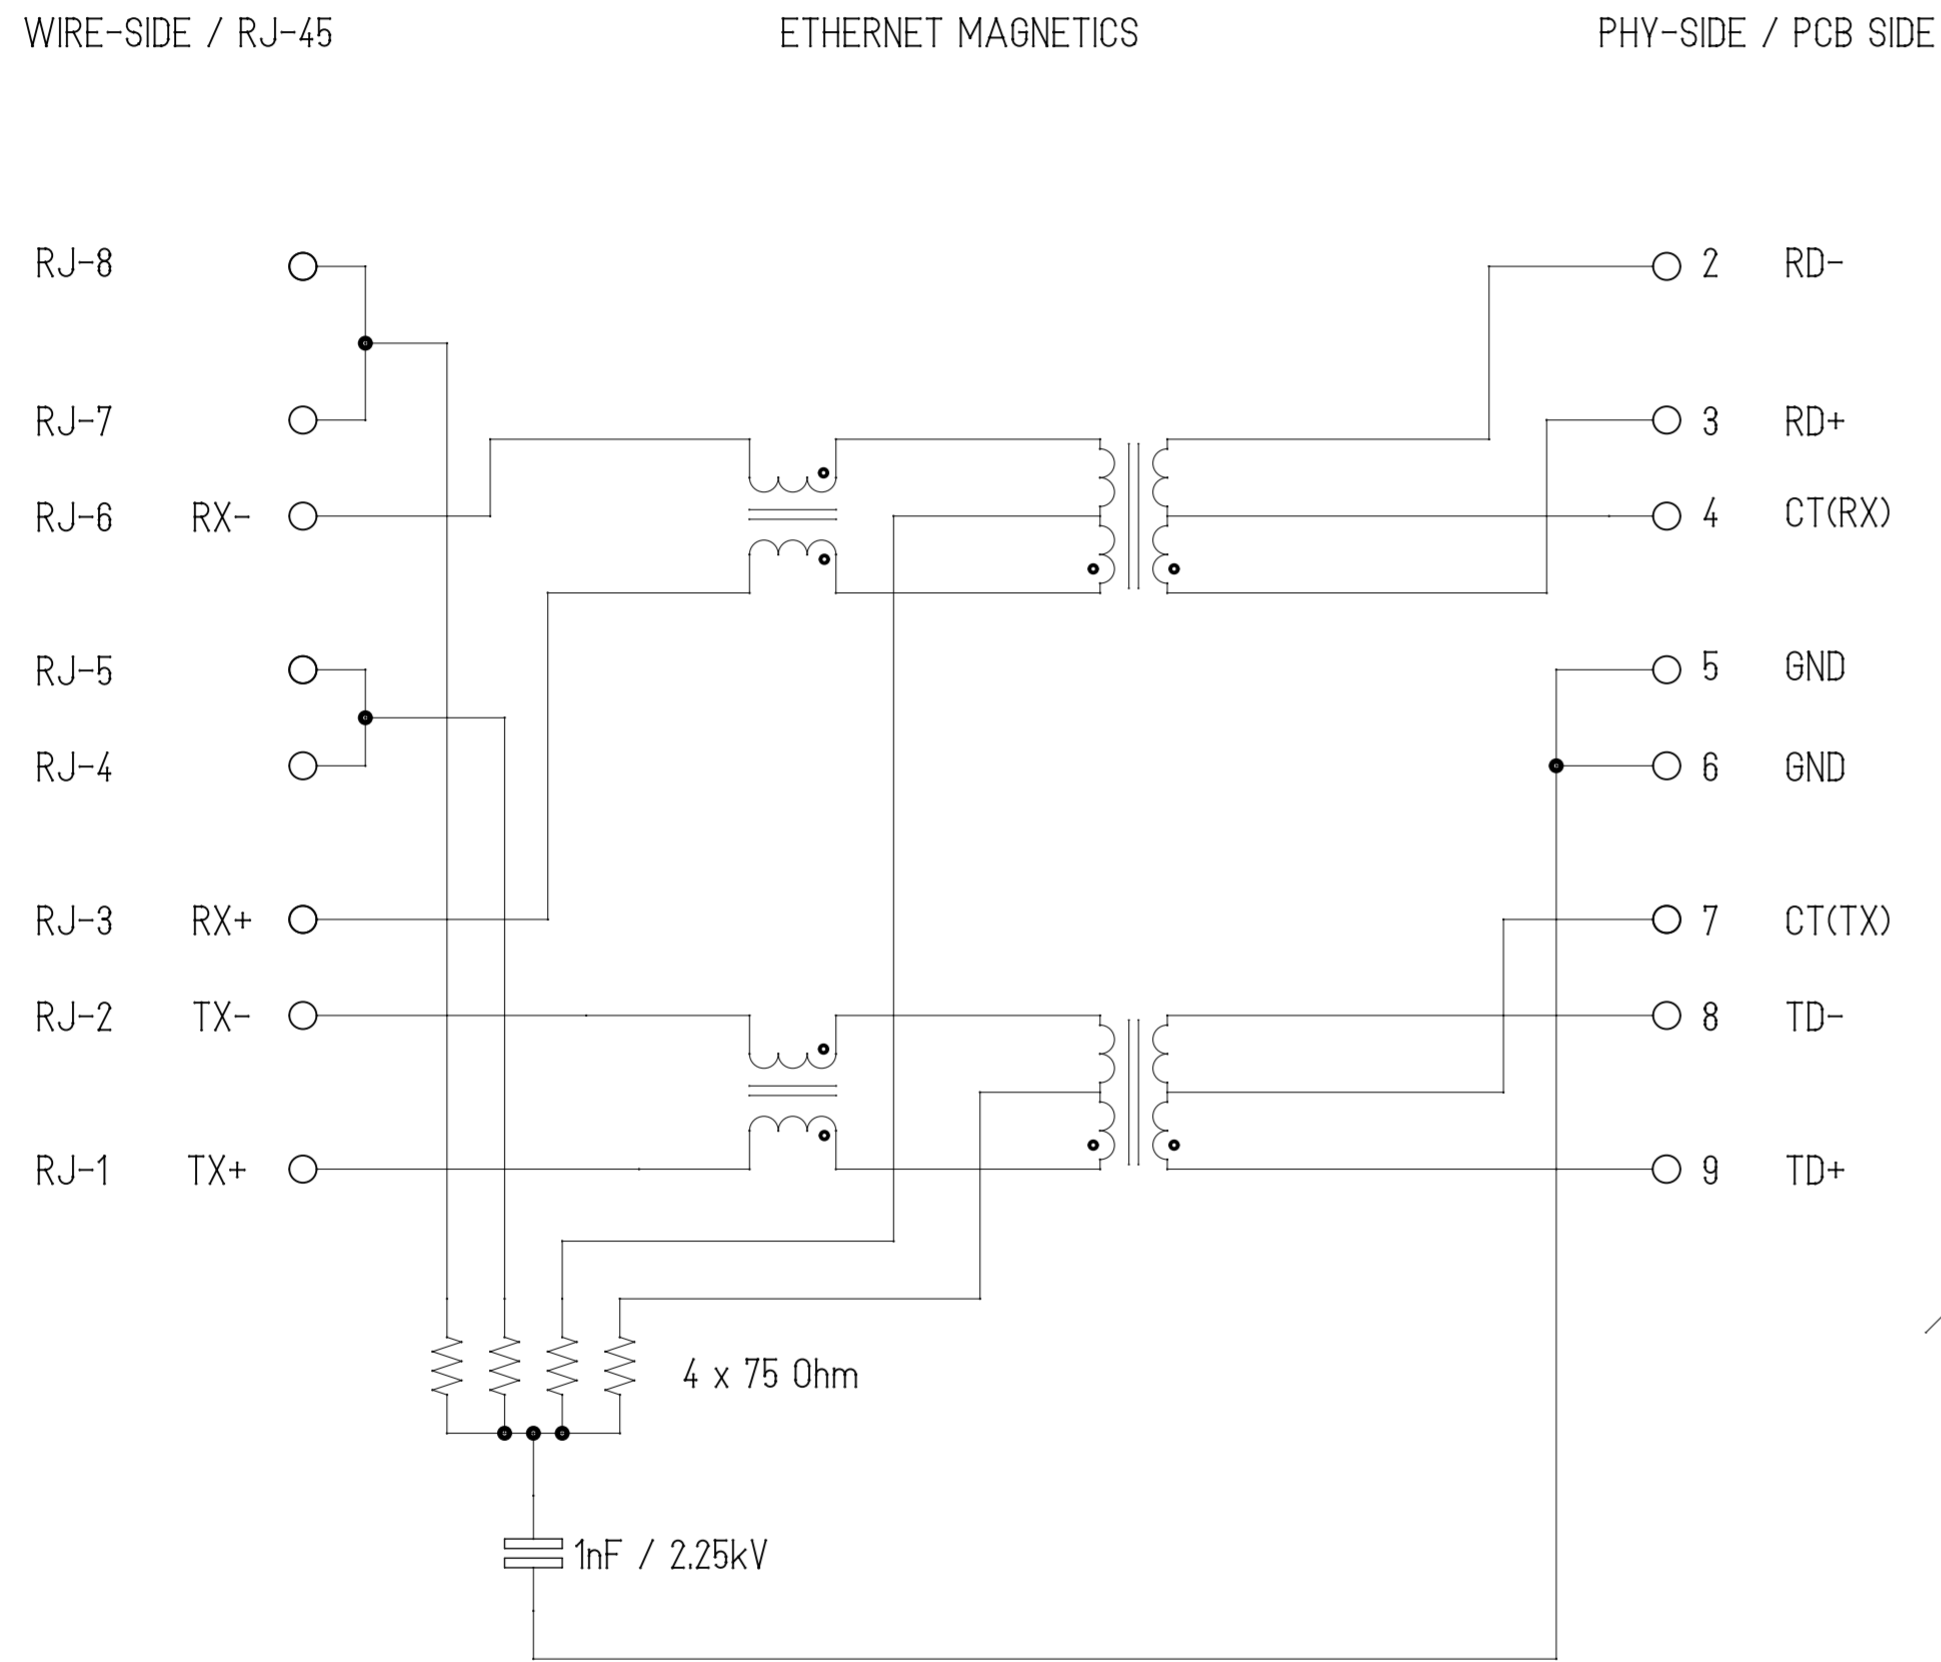 WIRE-SIDE / RJ-45 ETHERNET MAGNETICS PHY-SIDE / PCB SIDE
RJ-8 2 RD-
RJ-7 3 RD+
RJ-6 RX- 4 CT(RX)
RJ-5 5 GND
RJ-4 6 GND
RJ-3 RX+ 7 CT(TX)
RJ-2 TX- 8 TD-
RJ-1 TX+ 9 TD+
4 x 75 Ohm
1nF / 2.25kV